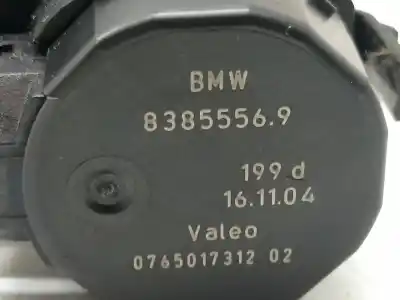 BMW
8385556.9
199 d
16.11.04
Valeo
0765017312 02